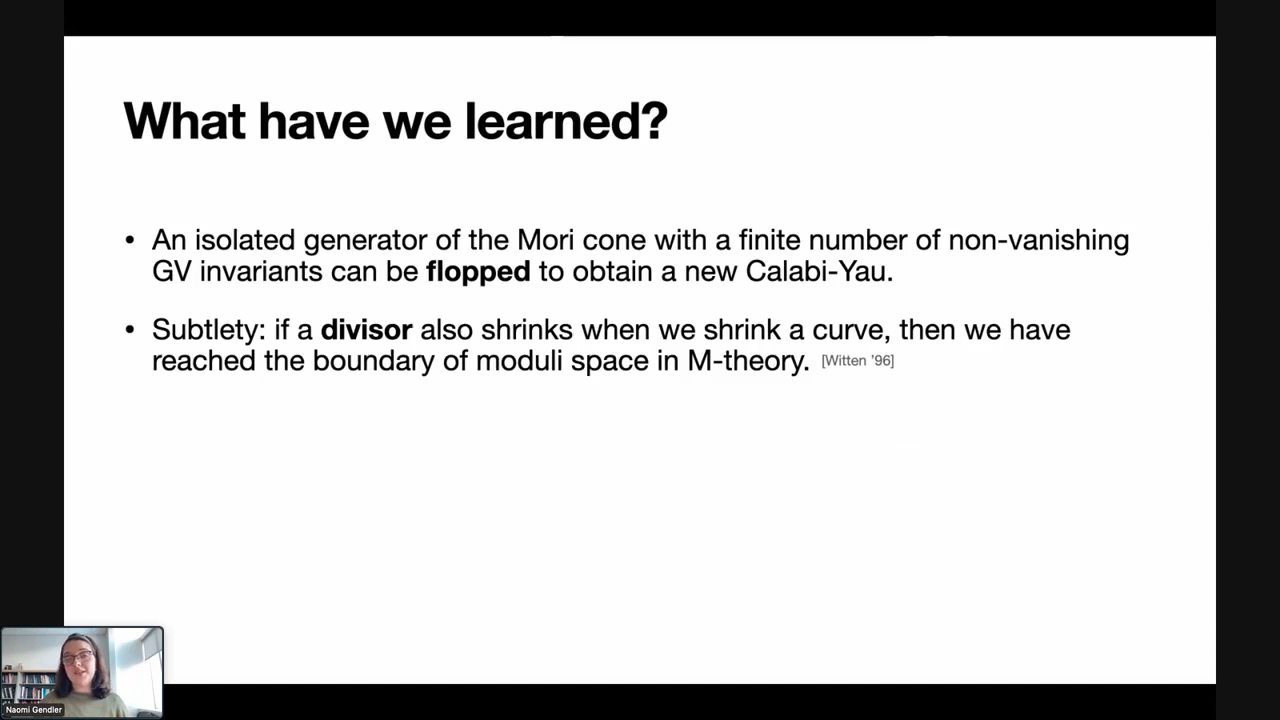 What have we learned?
• An isolated generator of the Mori cone with a finite number of non-vanishing
GV invariants can be flopped to obtain a new Calabi-Yau.
• Subtlety: if a divisor also shrinks when we shrink a curve, then we have
reached the boundary of moduli space in M-theory. [Witten '96]
Naomi Gendler